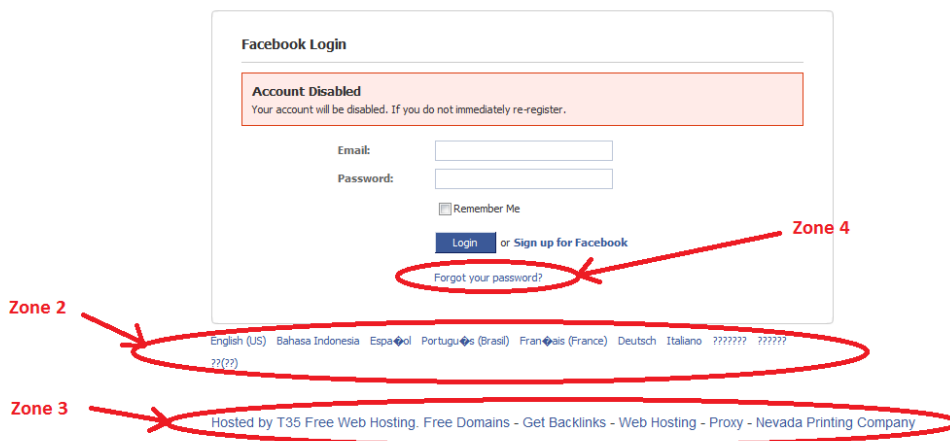 Facebook Login
Account Disabled
Your account will be disabled. If you do not immediately re-register.
Email:
Password:
Remember Me
Zone 4
Login or Sign up for Facebook
Forgot your password?
Zone 2
English (US) Bahasa Indonesia Espa�ol Portugu�s (Brasil) Fran�ais (France) Deutsch Italiano ??????? ??????
??(??)
Zone 3
Hosted by T35 Free Web Hosting. Free Domains - Get Backlinks - Web Hosting - Proxy - Nevada Printing Company